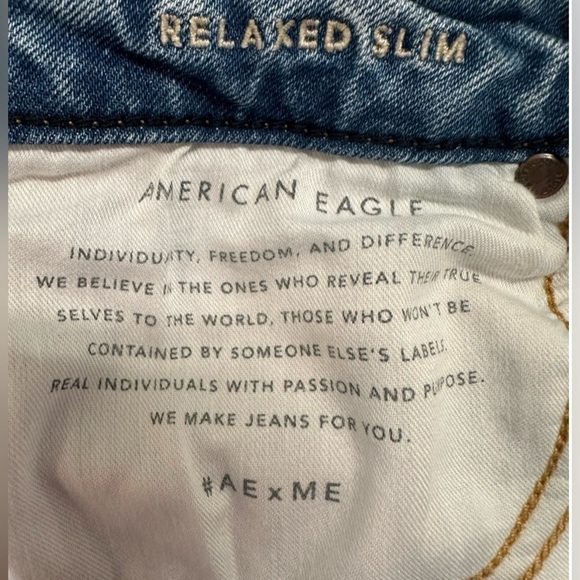 RELAXED SLIM
AMERICAN EAGLE
INDIVIDUALITY, FREEDOM, AND DIFFERENCE.
WE BELIEVE IN THE ONES WHO REVEAL THEIR TRUE
SELVES TO THE WORLD, THOSE WHO WON'T BE
CONTAINED BY SOMEONE ELSE'S LABELS.
REAL INDIVIDUALS WITH PASSION AND PURPOSE.
WE MAKE JEANS FOR YOU.
#AExME